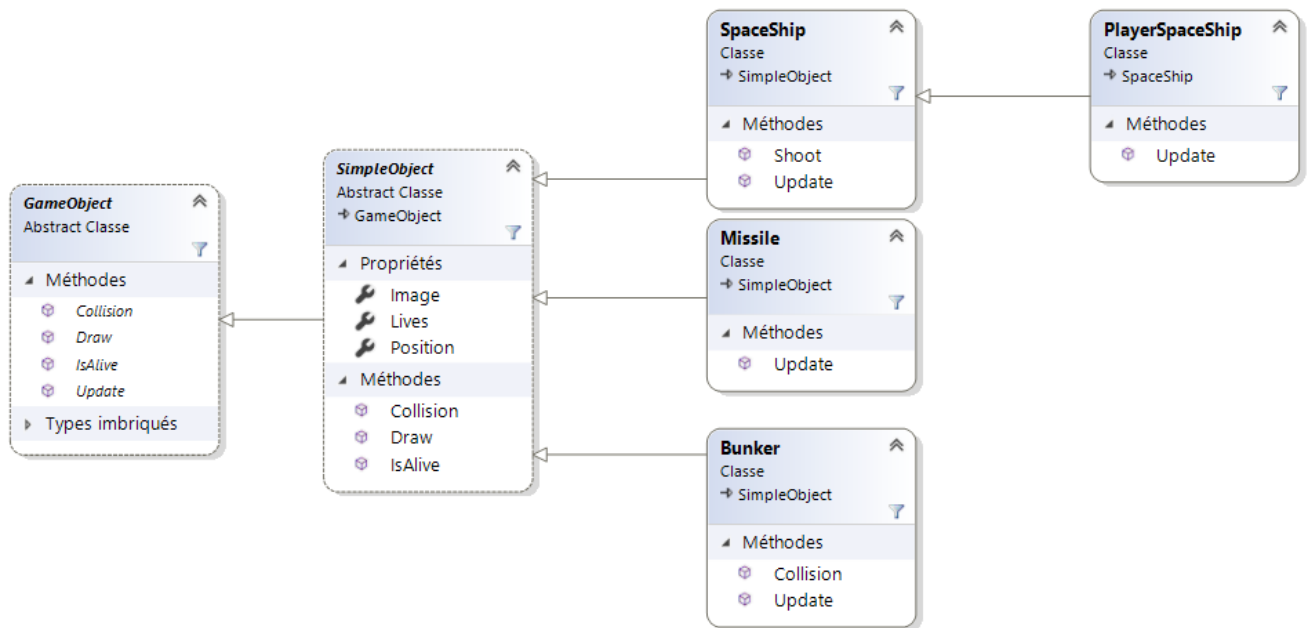 GameObject
Abstract Classe
Méthodes
Collision
Draw
IsAlive
Update
Types imbriqués
SimpleObject
Abstract Classe
GameObject
Propriétés
Image
Lives
Position
Méthodes
Collision
Draw
IsAlive
SpaceShip
Classe
SimpleObject
Méthodes
Shoot
Update
Missile
Classe
SimpleObject
Méthodes
Update
Bunker
Classe
SimpleObject
Méthodes
Collision
Update
PlayerSpaceShip
Classe
SpaceShip
Méthodes
Update